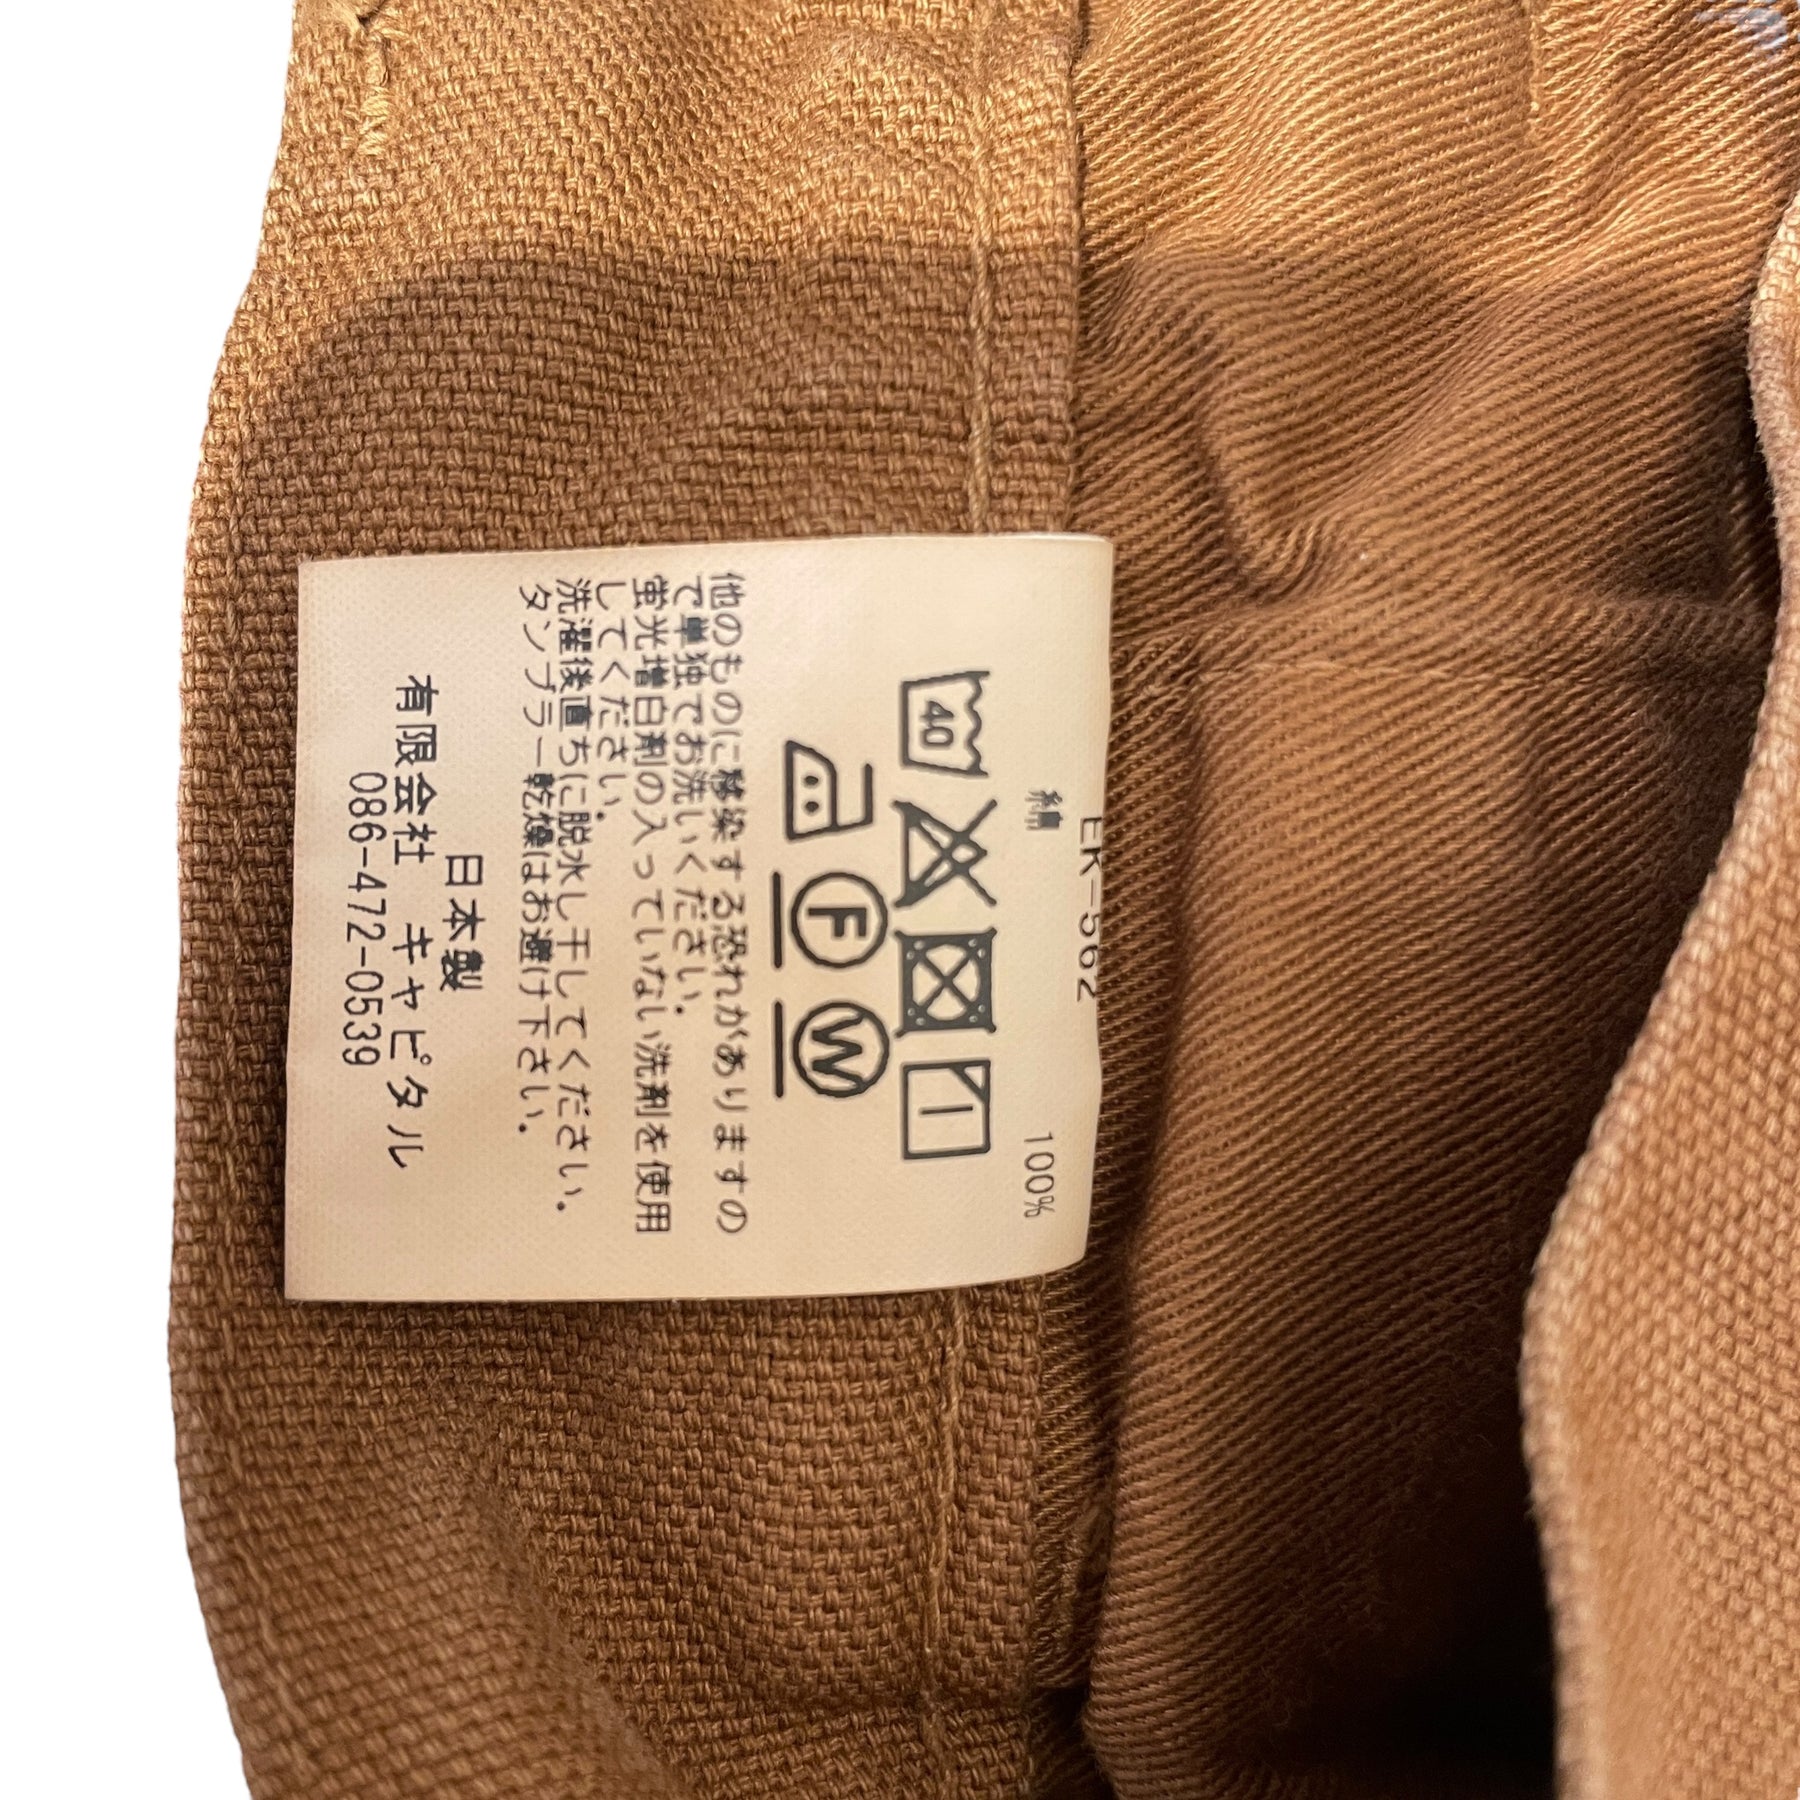 EK-562
綿 100%
40
F W
他のものに移染する恐れがありますの
で単独でお洗いください.
蛍光増白剤の入っていない洗剤を使用
してください.
洗濯後直ちに脱水し干してください.
タンブラー乾燥はお避け下さい.
日本製
有限会社 キャピタル
086-472-0539